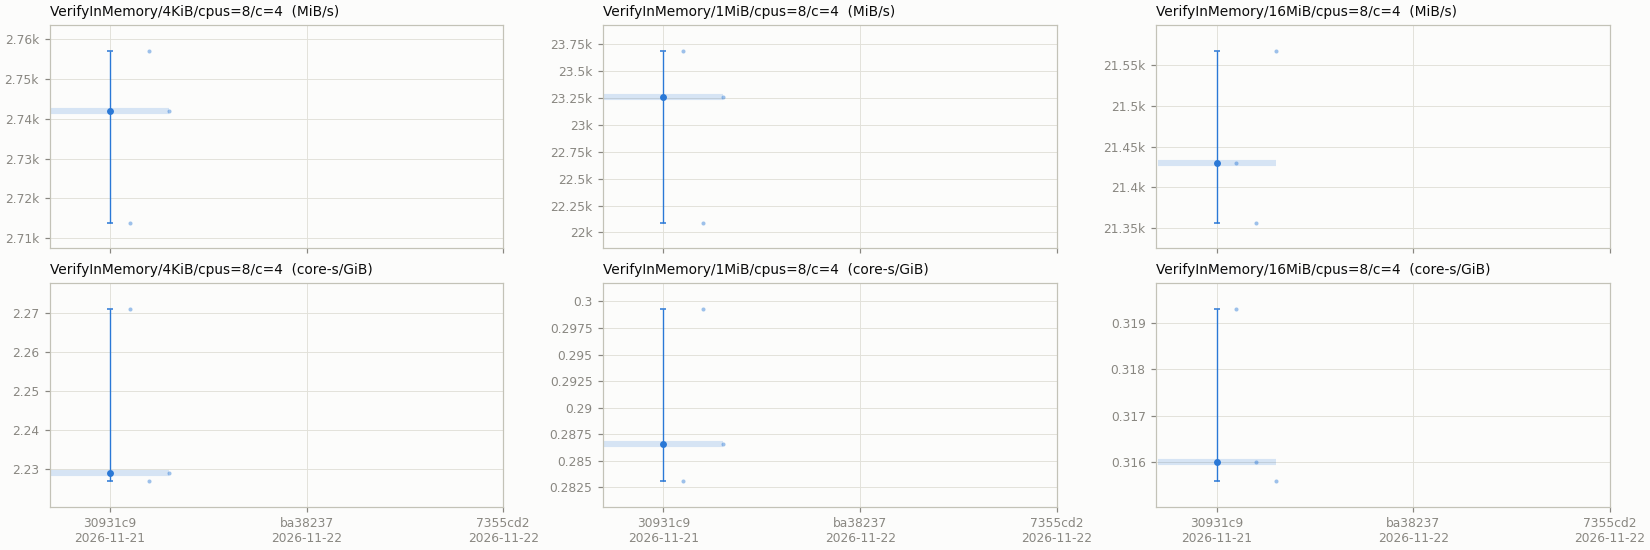 VerifyInMemory/4KiB/cpus=8/c=4  (MiB/s)
2.76k
2.75k
2.74k
2.73k
2.72k
2.71k
VerifyInMemory/1MiB/cpus=8/c=4  (MiB/s)
23.75k
23.5k
23.25k
23k
22.75k
22.5k
22.25k
22k
VerifyInMemory/16MiB/cpus=8/c=4  (MiB/s)
21.55k
21.5k
21.45k
21.4k
21.35k
VerifyInMemory/4KiB/cpus=8/c=4  (core-s/GiB)
2.27
2.26
2.25
2.24
2.23
30931c9 ba38237 7355cd2
2026-11-21 2026-11-22 2026-11-22
VerifyInMemory/1MiB/cpus=8/c=4  (core-s/GiB)
0.3
0.2975
0.295
0.2925
0.29
0.2875
0.285
0.2825
30931c9 ba38237 7355cd2
2026-11-21 2026-11-22 2026-11-22
VerifyInMemory/16MiB/cpus=8/c=4  (core-s/GiB)
0.319
0.318
0.317
0.316
30931c9 ba38237 7355cd2
2026-11-21 2026-11-22 2026-11-22